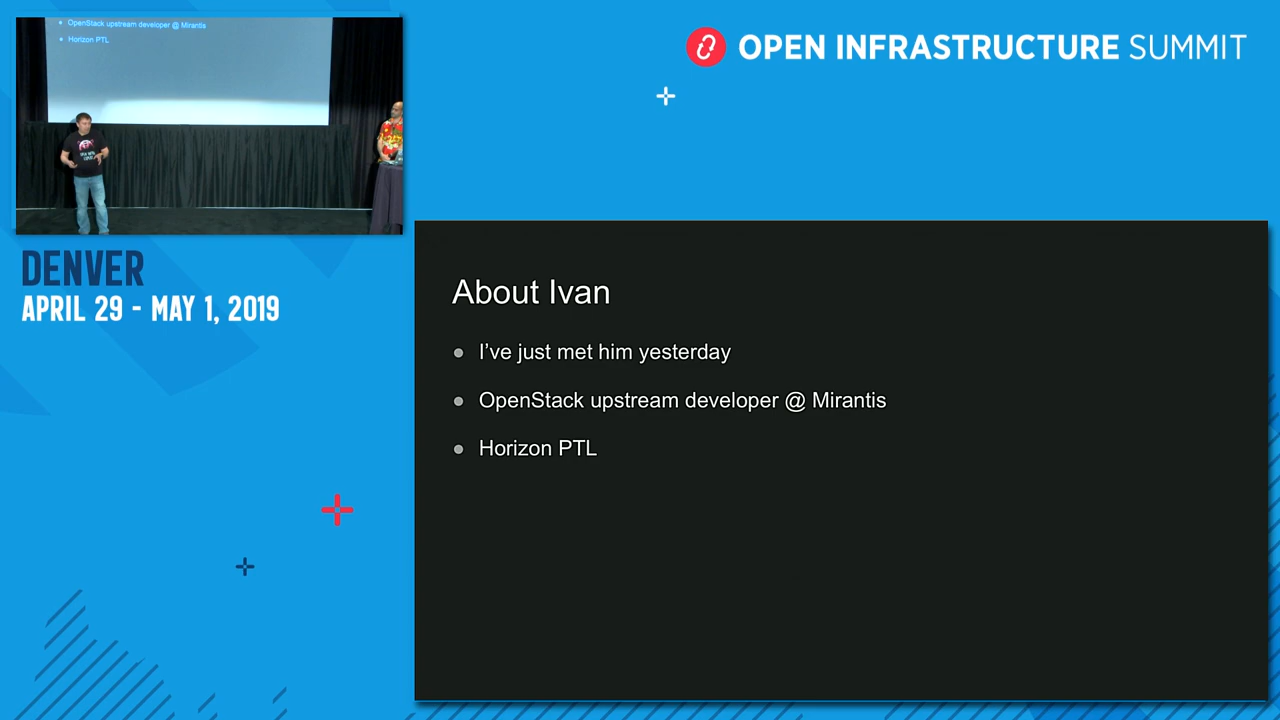 OpenStack upstream developer @ Mirantis
Horizon PTL
OPEN INFRASTRUCTURE SUMMIT
DENVER
APRIL 29 - MAY 1, 2019
About Ivan
I've just met him yesterday
OpenStack upstream developer @ Mirantis
Horizon PTL